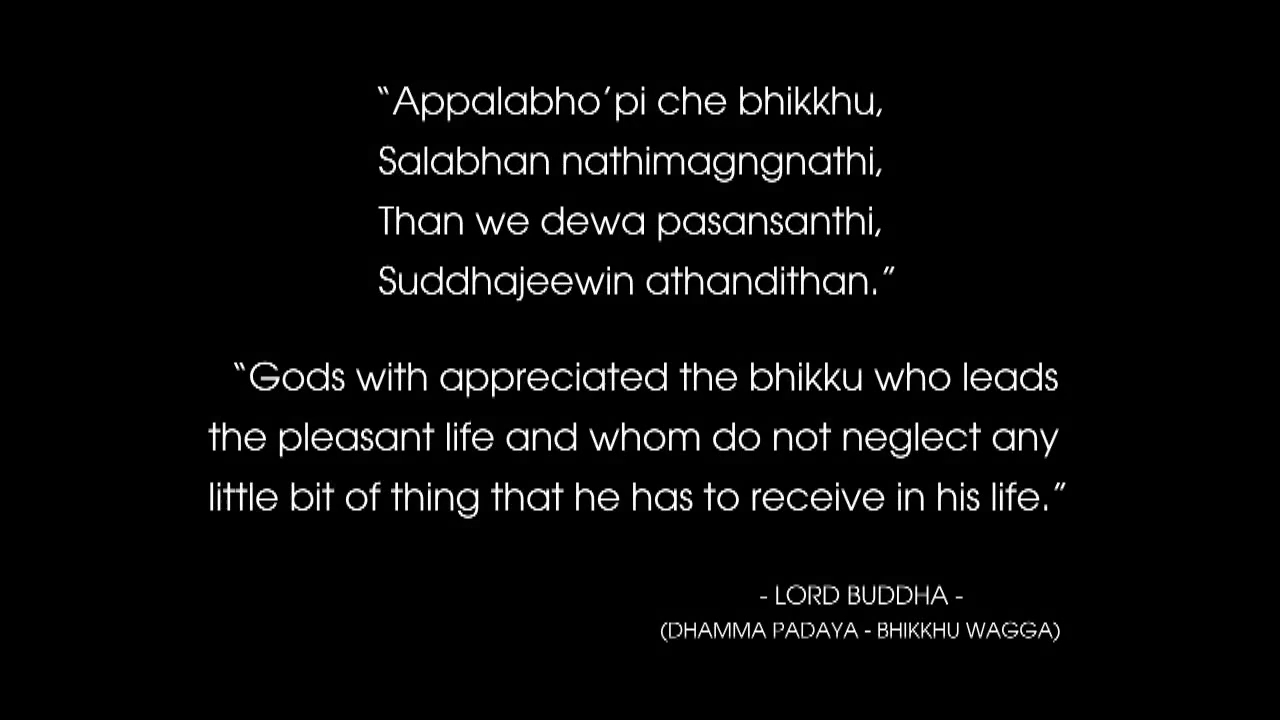 “Appalabho’pi che bhikkhu,
Salabhan nathimagngnathi,
Than we dewa pasansanthi,
Suddhajeewin athandithan.”
“Gods with appreciated the bhikku who leads
the pleasant life and whom do not neglect any
little bit of thing that he has to receive in his life.”
- LORD BUDDHA -
(DHAMMA PADAYA - BHIKKHU WAGGA)